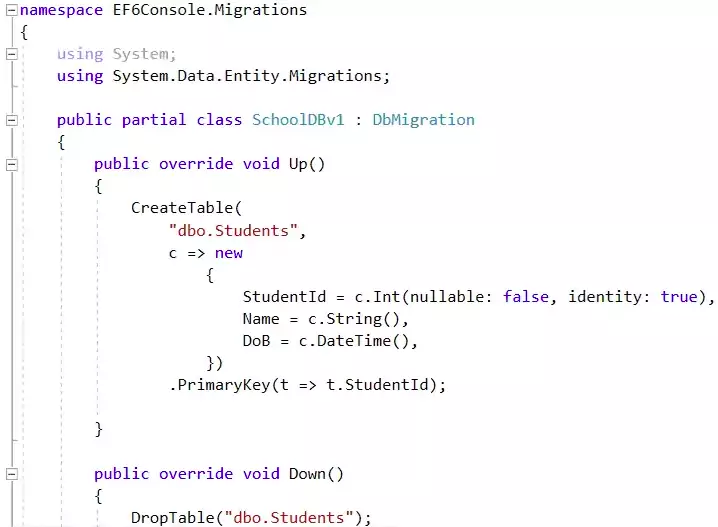 namespace EF6Console.Migrations
{
    using System;
    using System.Data.Entity.Migrations;

    public partial class SchoolDBv1 : DbMigration
    {
        public override void Up()
        {
            CreateTable(
                "dbo.Students",
                c => new
                    {
                        StudentId = c.Int(nullable: false, identity: true),
                        Name = c.String(),
                        DoB = c.DateTime(),
                    })
                .PrimaryKey(t => t.StudentId);

        }

        public override void Down()
        {
            DropTable("dbo.Students");